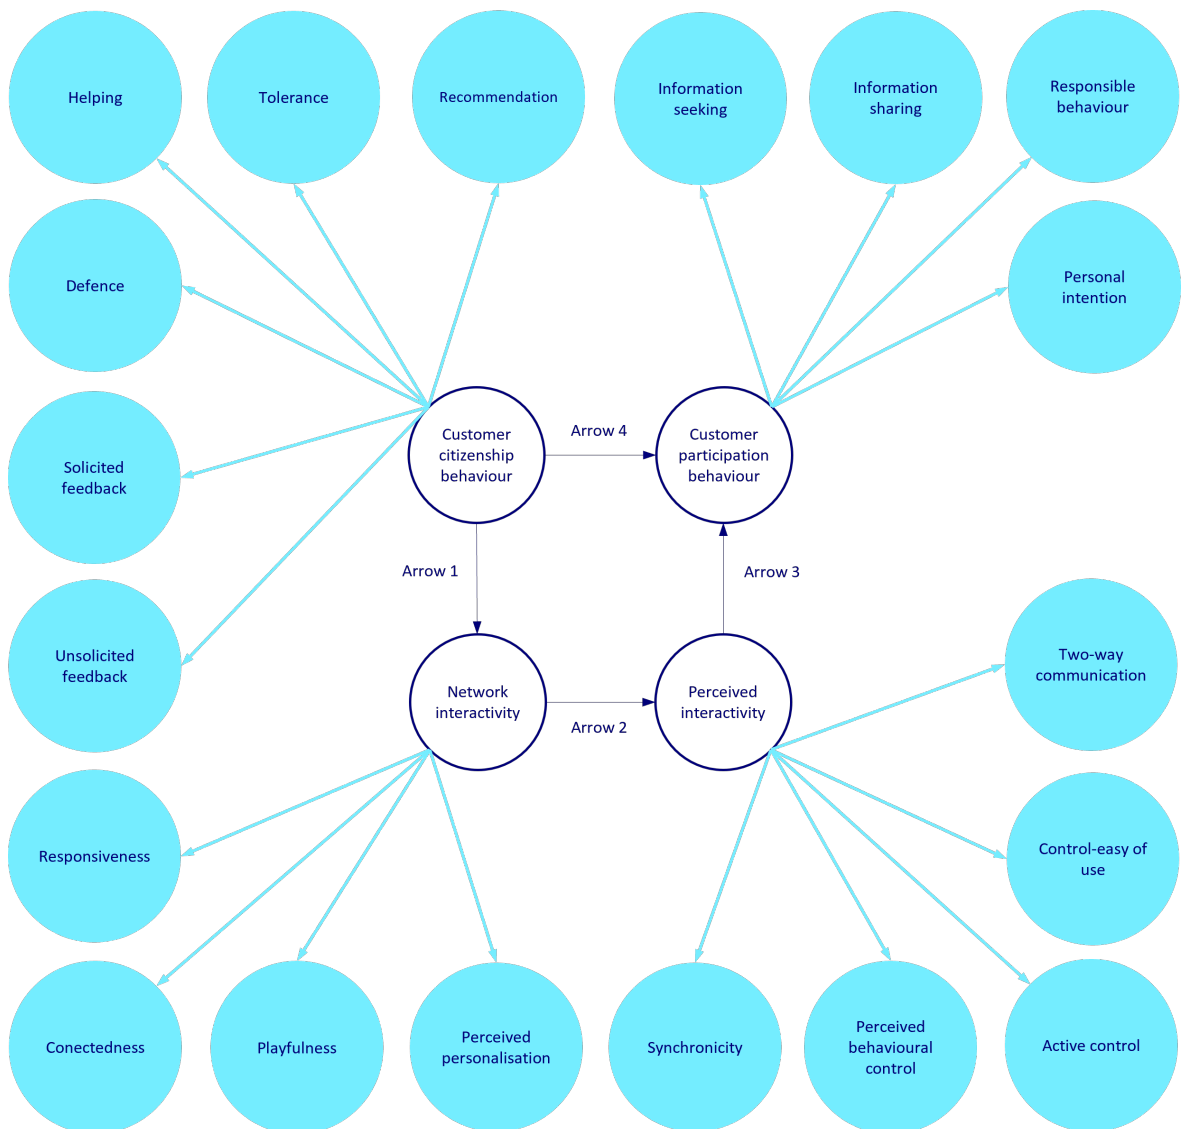 Helping
Tolerance
Recommendation
Information
seeking
Information
sharing
Responsible
behaviour
Defence
Personal
intention
Solicited
feedback
Customer
citizenship
behaviour
Arrow 4
Customer
participation
behaviour
Arrow 1
Arrow 3
Unsolicited
feedback
Network
interactivity
Arrow 2
Perceived
interactivity
Two-way
communication
Responsiveness
Control-easy of
use
Conectedness
Playfulness
Perceived
personalisation
Synchronicity
Perceived
behavioural
control
Active control